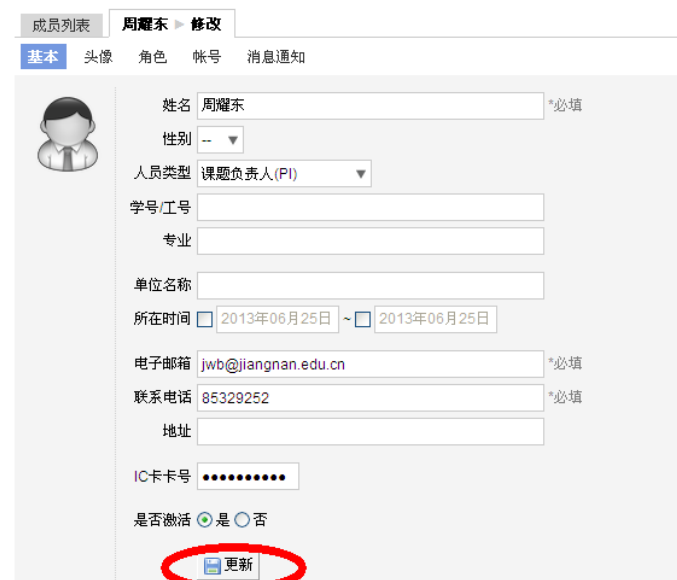 成员列表 周耀东 ▶ 修改
基本 头像 角色 帐号 消息通知
姓名 周耀东 *必填
性别 --
人员类型 课题负责人(PI)
学号/工号
专业
单位名称
所在时间 2013年06月25日 ~ 2013年06月25日
电子邮箱 jwb@jiangnan.edu.cn *必填
联系电话 85329252 *必填
地址
IC卡卡号 ●●●●●●●●●●
是否激活 是 否
更新